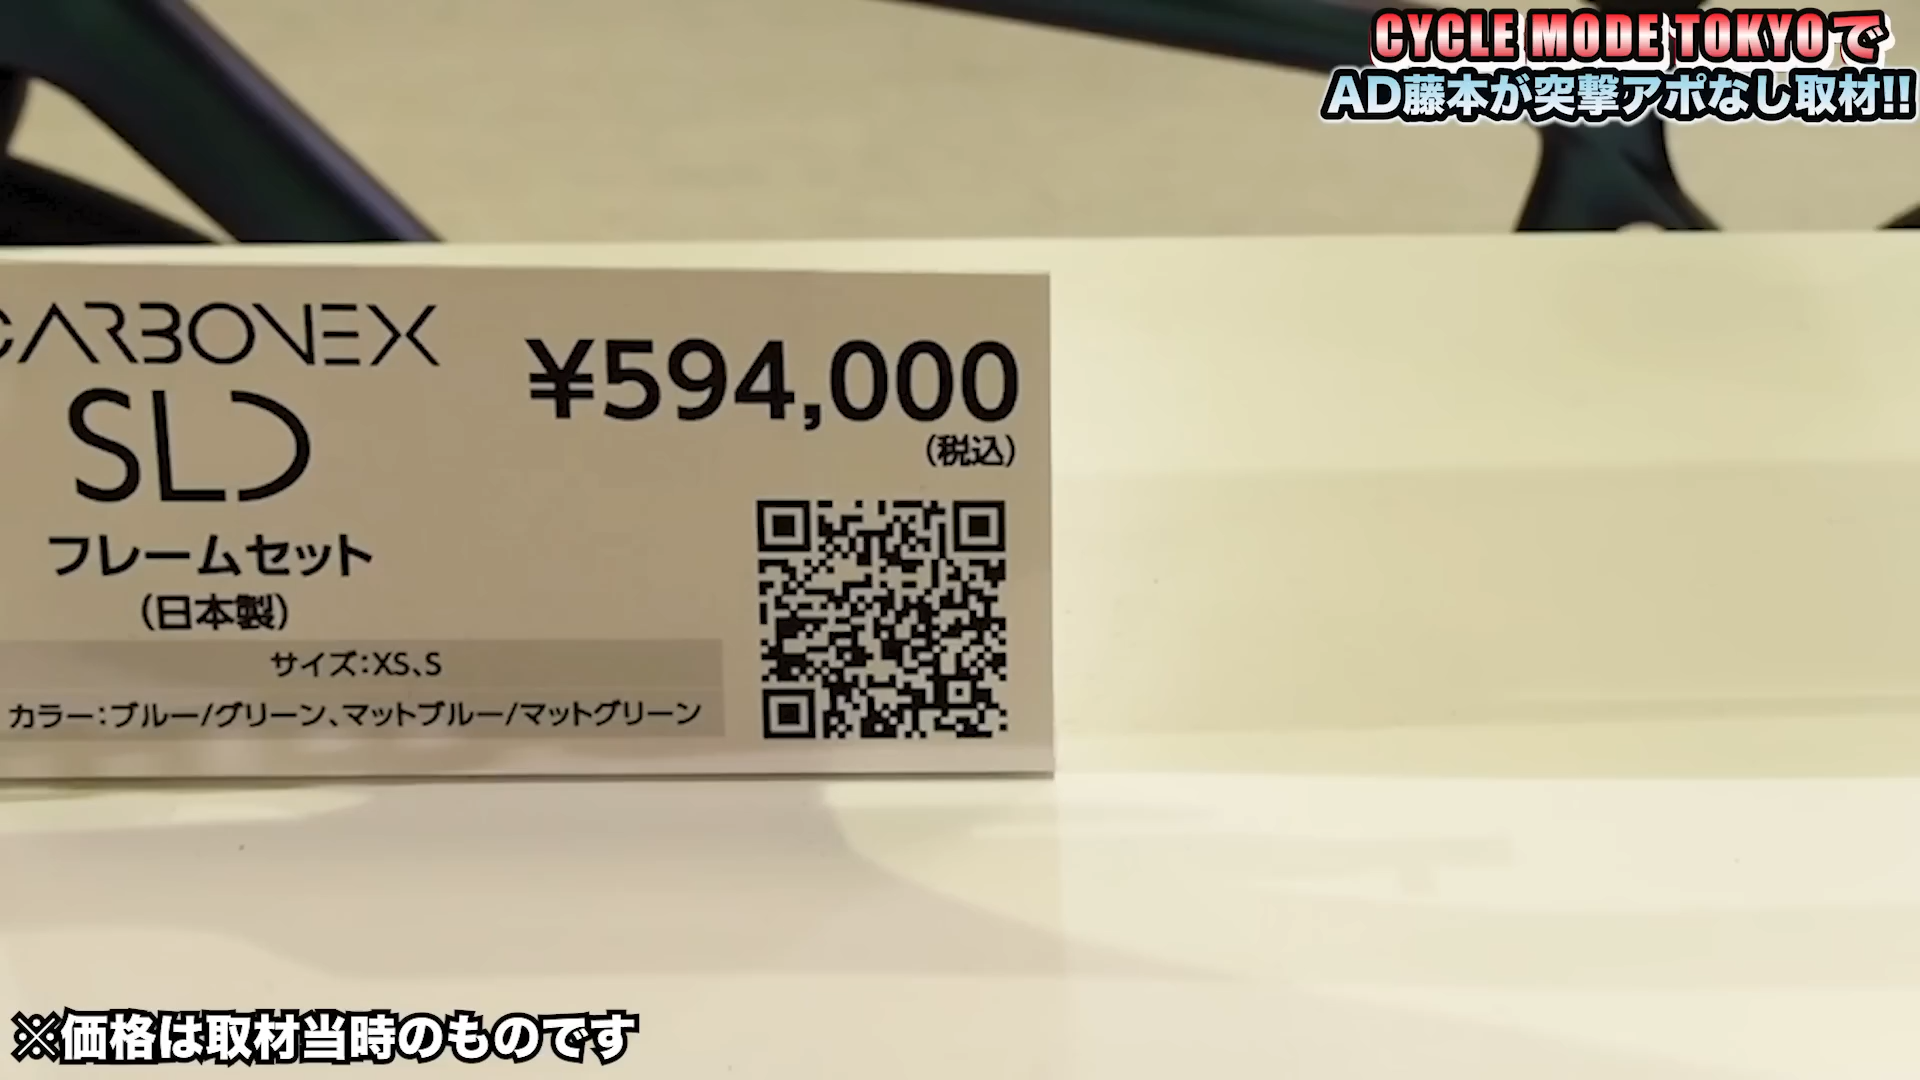 CYCLE MODE TOKYOで
AD藤本が突撃アポなし取材!!
CARBONEX
SLD
¥594,000
(税込)
フレームセット
(日本製)
サイズ:XS、S
カラー:ブルー/グリーン、マットブルー/マットグリーン
※価格は取材当時のものです